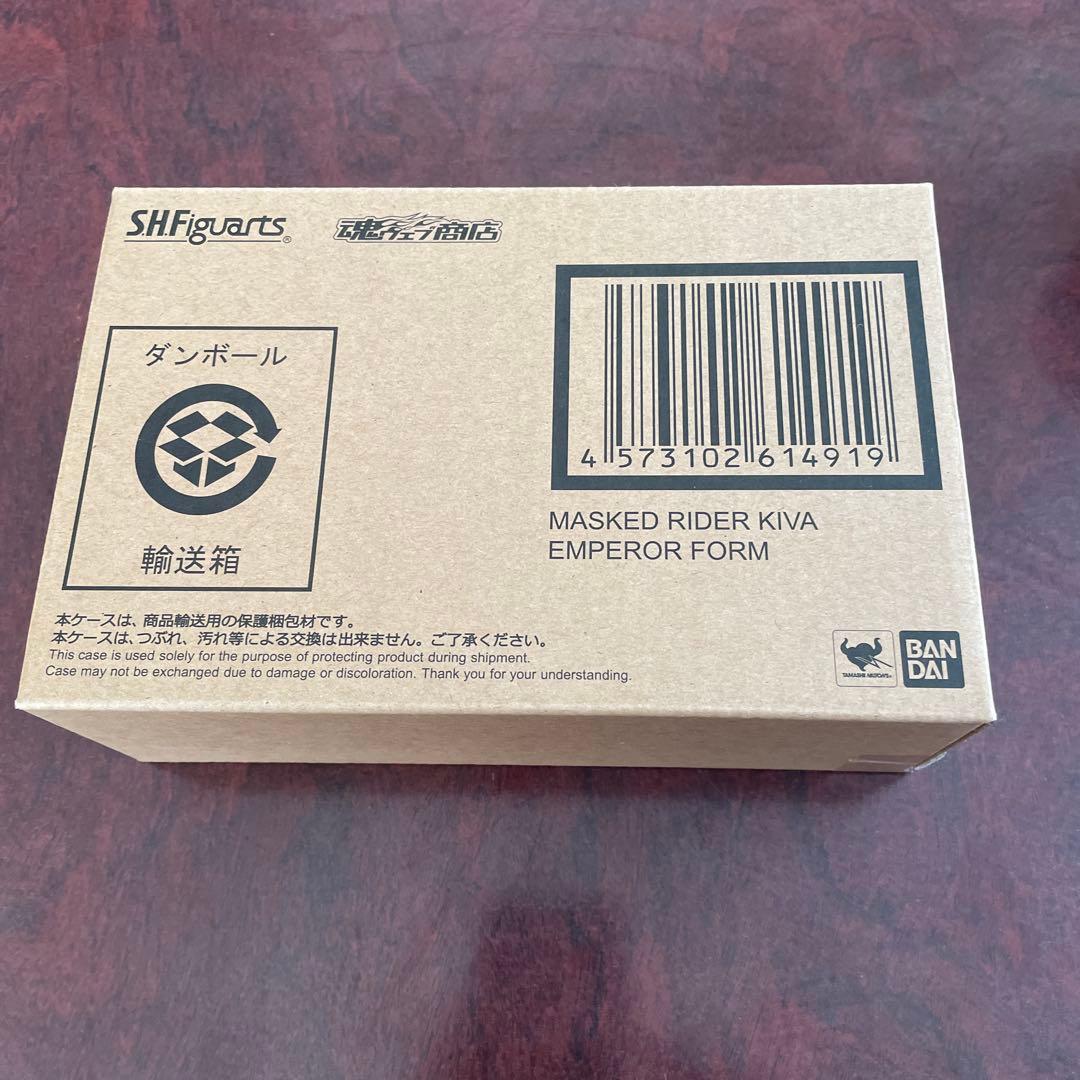 S.H.Figuarts®
魂ウェブ商店
ダンボール
輸送箱
4 573102 614919
MASKED RIDER KIVA
EMPEROR FORM
本ケースは、商品輸送用の保護梱包材です。
本ケースは、つぶれ、汚れ等による交換は出来ません。ご了承ください。
This case is used solely for the purpose of protecting product during shipment.
Case may not be exchanged due to damage or discoloration. Thank you for your understanding.
TAMASHII NATIONS®
BAN
DAI